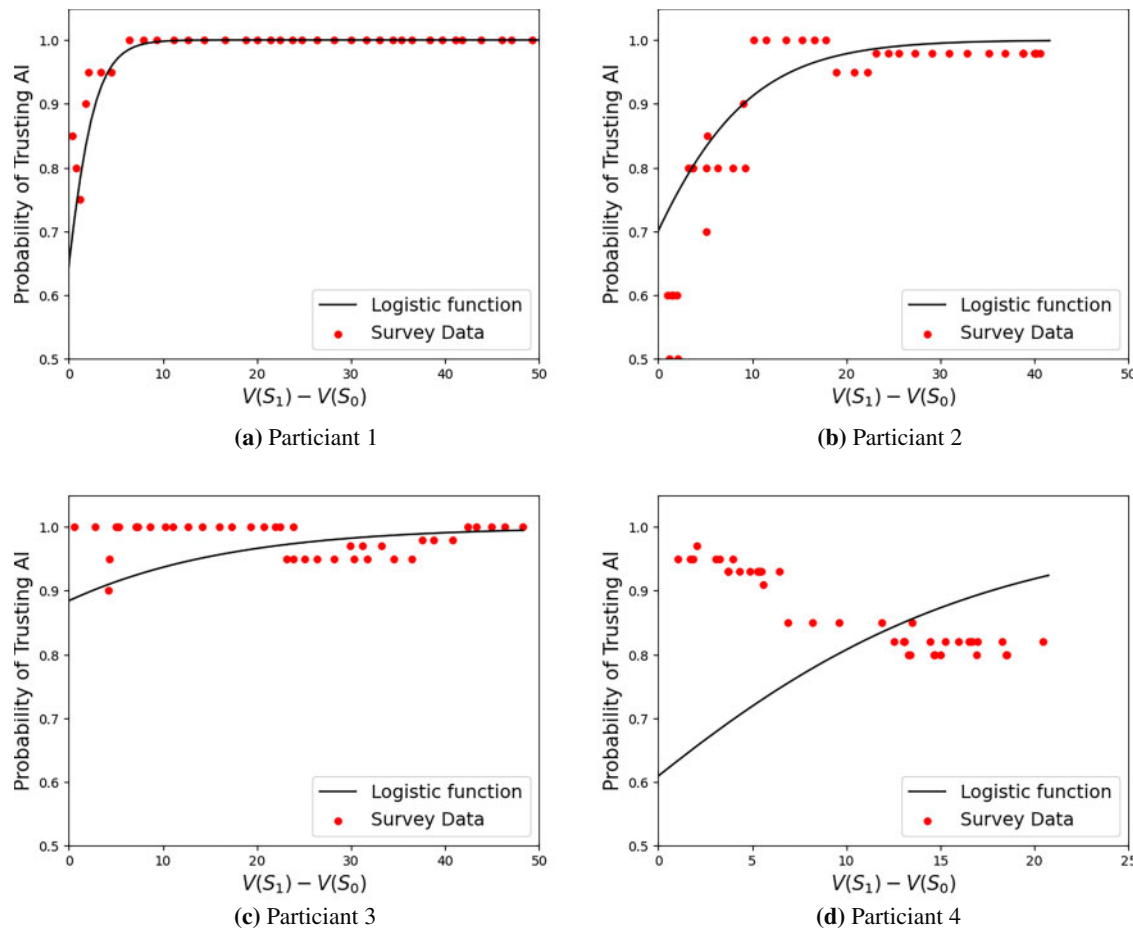 Probability of Trusting AI
1.0
0.9
0.8
0.7
0.6
0.5
Logistic function
Survey Data
0 10 20 30 40 50
V(S₁) − V(S₀)
(a) Particiant 1
Probability of Trusting AI
1.0
0.9
0.8
0.7
0.6
0.5
Logistic function
Survey Data
0 10 20 30 40 50
V(S₁) − V(S₀)
(b) Particiant 2
Probability of Trusting AI
1.0
0.9
0.8
0.7
0.6
0.5
Logistic function
Survey Data
0 10 20 30 40 50
V(S₁) − V(S₀)
(c) Particiant 3
Probability of Trusting AI
1.0
0.9
0.8
0.7
0.6
0.5
Logistic function
Survey Data
0 5 10 15 20 25
V(S₁) − V(S₀)
(d) Particiant 4